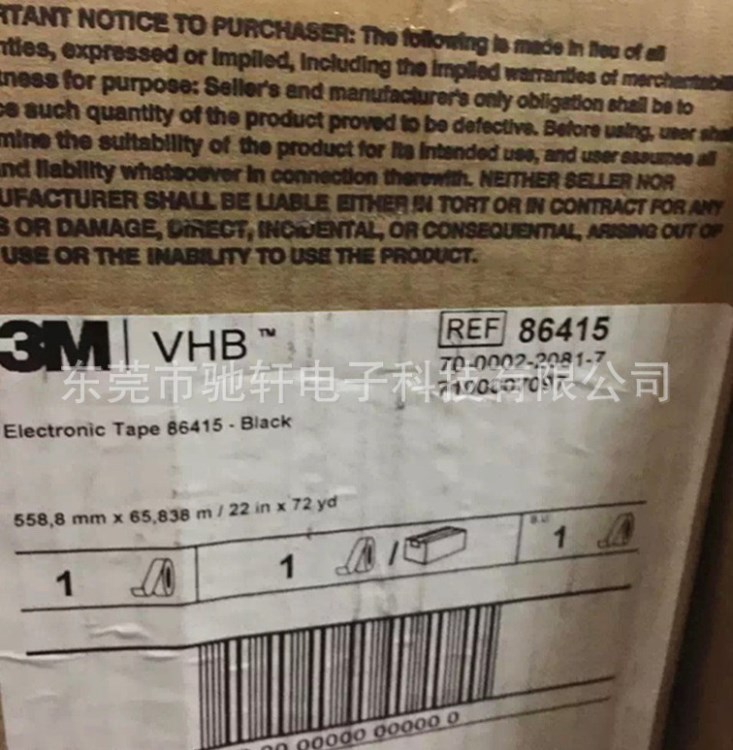 RTANT NOTICE TO PURCHASER: The following is made in lieu of all
nties, expressed or implied, including the implied warranties of merchantabili
tness for purpose: Seller's and manufacturer's only obligation shall be to
ce such quantity of the product proved to be defective. Before using, user shal
mine the suitability of the product for its intended use, and user assumes all
and liability whatsoever in connection therewith. NEITHER SELLER NOR
UFACTURER SHALL BE LIABLE EITHER IN TORT OR IN CONTRACT FOR ANY
S OR DAMAGE, DIRECT, INCIDENTAL, OR CONSEQUENTIAL, ARISING OUT OF
USE OR THE INABILITY TO USE THE PRODUCT.
3M VHB™ REF 86415
70-0002-2081-7
东莞市驰轩电子科技有限公司
Electronic Tape 86415 - Black
558,8 mm x 65,838 m / 22 in x 72 yd
1 1 / 1
00 00000 00000 0